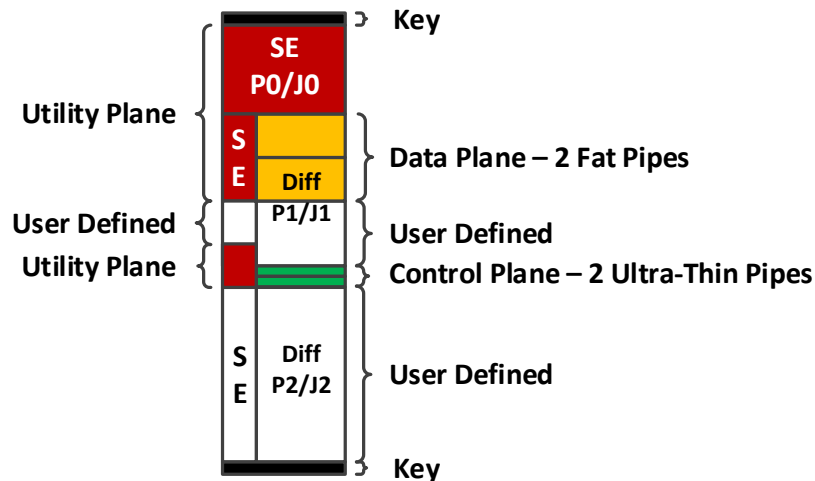 Key
SE
P0/J0
Utility Plane
S
E
Data Plane – 2 Fat Pipes
Diff
P1/J1
User Defined
User Defined
Utility Plane
Control Plane – 2 Ultra-Thin Pipes
S
E
Diff
P2/J2
User Defined
Key